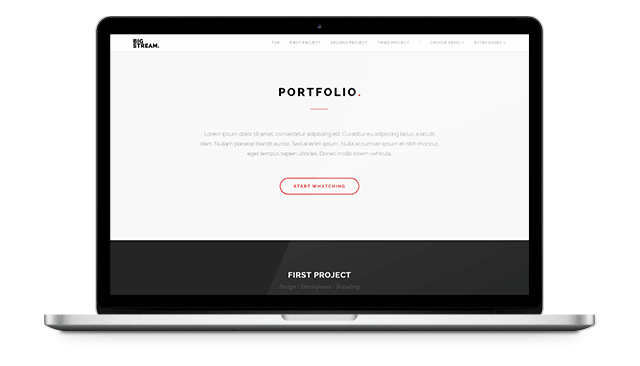 BIG
STREAM.
TOP FIRST PROJECT SECOND PROJECT THIRD PROJECT | CHOOSE DEMO EXTRA PAGES
PORTFOLIO.
Lorem ipsum dolor sit amet, consectetur adipiscing elit. Curabitur eu adipiscing lacus, a iaculis
diam. Nullam placerat blandit auctor. Sed at enim ipsum. Nulla accumsan ipsum et nibh rhoncus,
eget tempus sapien ultricies. Donec mollis lorem vehicula.
START WHATCHING
FIRST PROJECT
Design / Development / Branding